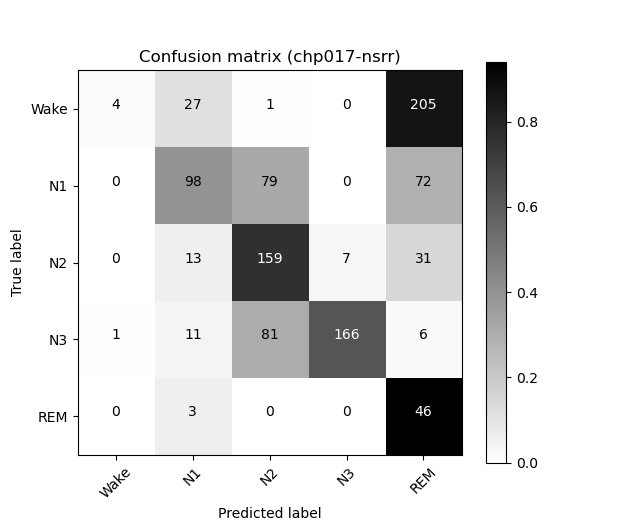 Confusion matrix (chp017-nsrr)
True label
Wake 4 27 1 0 205
N1 0 98 79 0 72
N2 0 13 159 7 31
N3 1 11 81 166 6
REM 0 3 0 0 46
Wake N1 N2 N3 REM
Predicted label
0.8
0.6
0.4
0.2
0.0